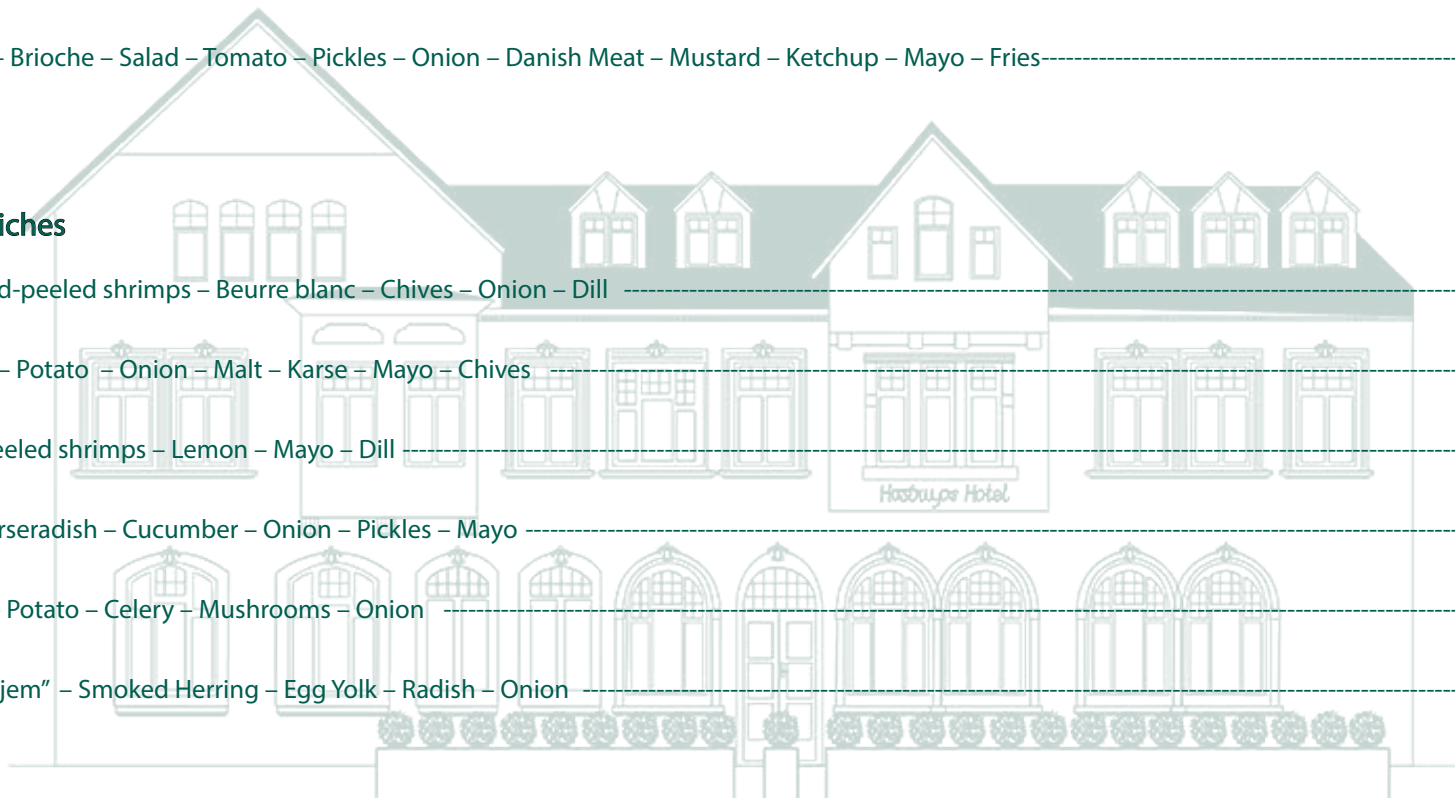 – Brioche – Salad – Tomato – Pickles – Onion – Danish Meat – Mustard – Ketchup – Mayo – Fries
iches
d-peeled shrimps – Beurre blanc – Chives – Onion – Dill
– Potato – Onion – Malt – Karse – Mayo – Chives
eeled shrimps – Lemon – Mayo – Dill
rseradish – Cucumber – Onion – Pickles – Mayo
Hotel
Potato – Celery – Mushrooms – Onion
jem” – Smoked Herring – Egg Yolk – Radish – Onion